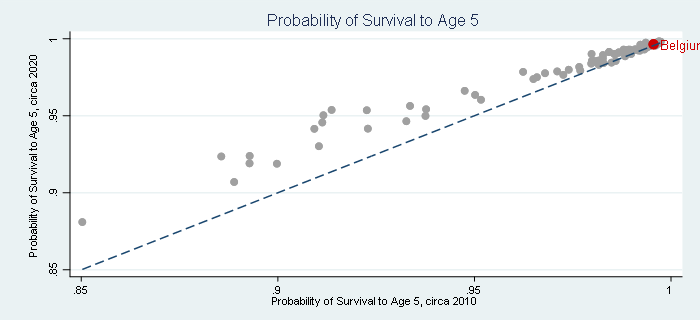 Probability of Survival to Age 5
Probability of Survival to Age 5, circa 2020
1
.95
.9
.85
Belgiur
.85
.9
.95
1
Probability of Survival to Age 5, circa 2010